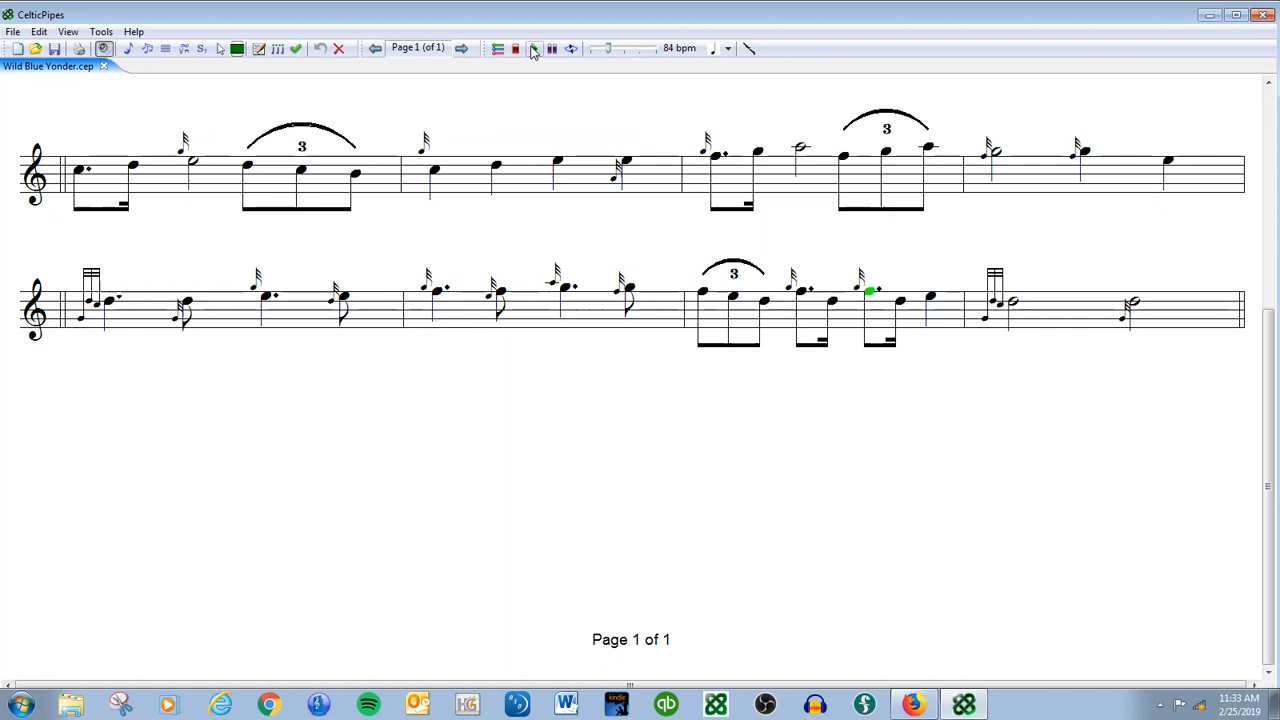 CelticPipes
File Edit View Tools Help
Page 1 (of 1) 84 bpm
Wild Blue Yonder.cep
3 3
3
Page 1 of 1
11:33 AM
2/25/2019